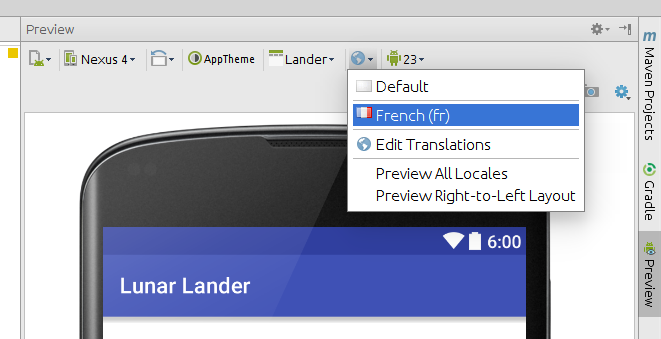 Preview
Nexus 4
AppTheme
Lander
23
Default
French (fr)
Edit Translations
Preview All Locales
Preview Right-to-Left Layout
6:00
Lunar Lander
m Maven Projects
Gradle
Preview